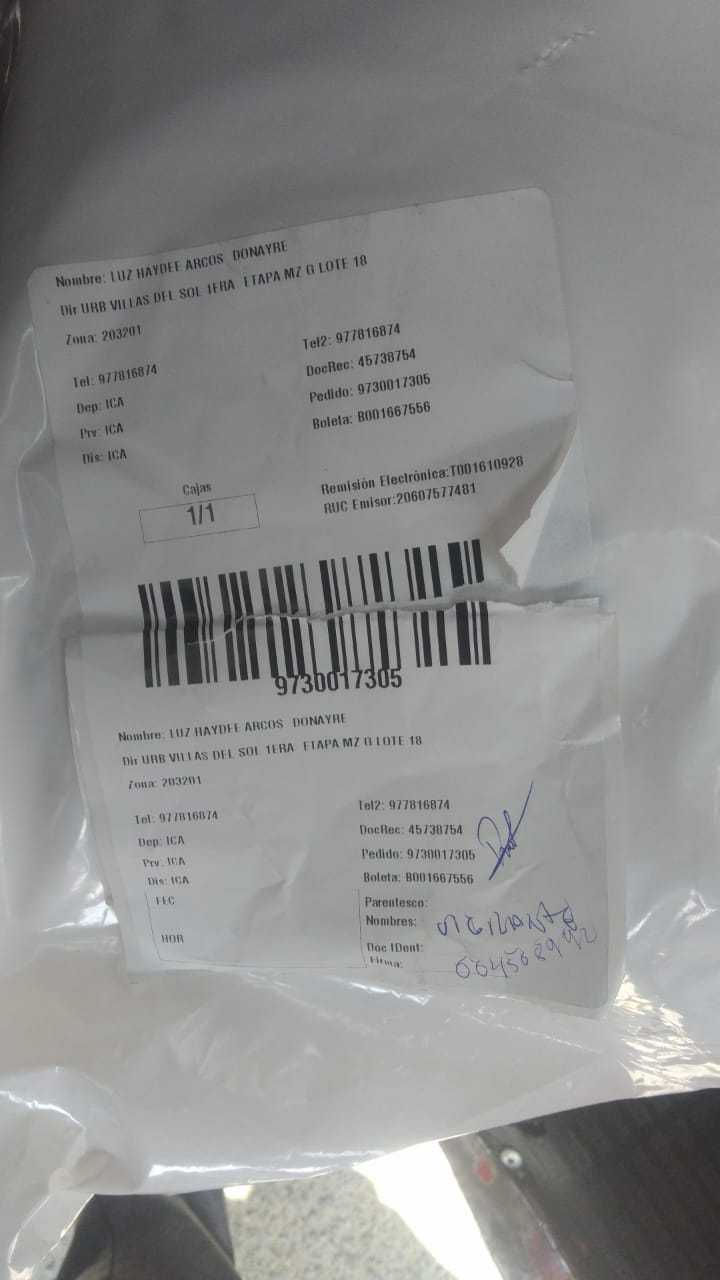 Nombre: LUZ HAYDEE ARCOS DONAYRE
Dir URB VILLAS DEL SOL 1ERA ETAPA MZ G LOTE 18
Zona: 203201
Tel: 977816874 Tel2: 977816874
Dep: ICA DocRec: 45738754
Prv: ICA Pedido: 9730017305
Dis: ICA Boleta: B001667556
Cajas Remisión Electrónica:T001610928
1/1 RUC Emisor:20607577481
9730017305
Nombre: LUZ HAYDEE ARCOS DONAYRE
Dir URB VILLAS DEL SOL 1ERA ETAPA MZ G LOTE 18
Zona: 203201
Tel: 977816874 Tel2: 977816874
Dep: ICA DocRec: 45738754
Prv: ICA Pedido: 9730017305
Dis: ICA Boleta: B001667556
FEC Parentesco:
Nombres: VIGILANTE
HOR Doc IDent: 004508992
Firma: